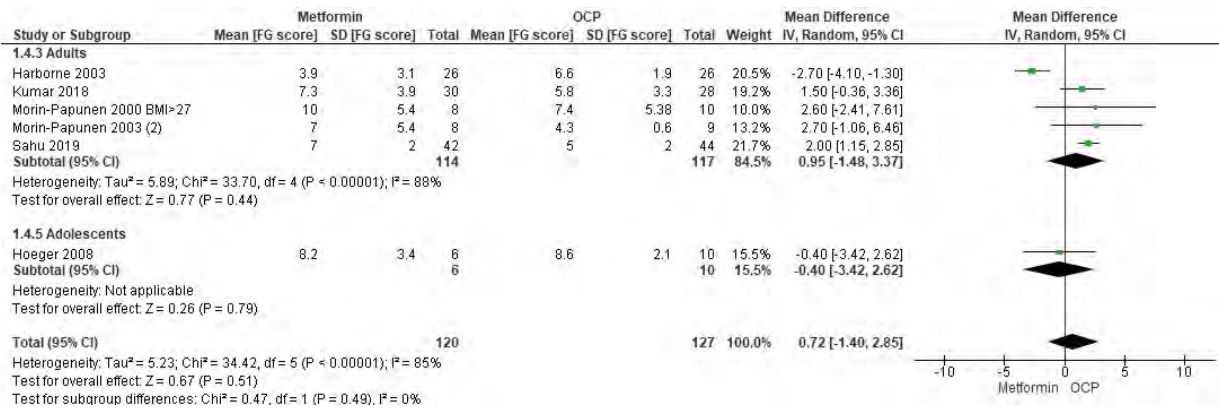 Metformin OCP Mean Difference Mean Difference
Study or Subgroup Mean [FG score] SD [FG score] Total Mean [FG score] SD [FG score] Total Weight IV, Random, 95% CI IV, Random, 95% CI
1.4.3 Adults
Harborne 2003 3.9 3.1 26 6.6 1.9 26 20.5% -2.70 [-4.10, -1.30]
Kumar 2018 7.3 3.9 30 5.8 3.3 28 19.2% 1.50 [-0.36, 3.36]
Morin-Papunen 2000 BMI>27 10 5.4 8 7.4 5.38 10 10.0% 2.60 [-2.41, 7.61]
Morin-Papunen 2003 (2) 7 5.4 8 4.3 0.6 9 13.2% 2.70 [-1.06, 6.46]
Sahu 2019 7 2 42 5 2 44 21.7% 2.00 [1.15, 2.85]
Subtotal (95% CI) 114 117 84.5% 0.95 [-1.48, 3.37]
Heterogeneity: Tau² = 5.89; Chi² = 33.70, df = 4 (P < 0.00001); I² = 88%
Test for overall effect: Z = 0.77 (P = 0.44)
1.4.5 Adolescents
Hoeger 2008 8.2 3.4 6 8.6 2.1 10 15.5% -0.40 [-3.42, 2.62]
Subtotal (95% CI) 6 10 15.5% -0.40 [-3.42, 2.62]
Heterogeneity: Not applicable
Test for overall effect: Z = 0.26 (P = 0.79)
Total (95% CI) 120 127 100.0% 0.72 [-1.40, 2.85]
Heterogeneity: Tau² = 5.23; Chi² = 34.42, df = 5 (P < 0.00001); I² = 85%
Test for overall effect: Z = 0.67 (P = 0.51)
Test for subgroup differences: Chi² = 0.47, df = 1 (P = 0.49), I² = 0%
-10 -5 0 5 10
Metformin OCP